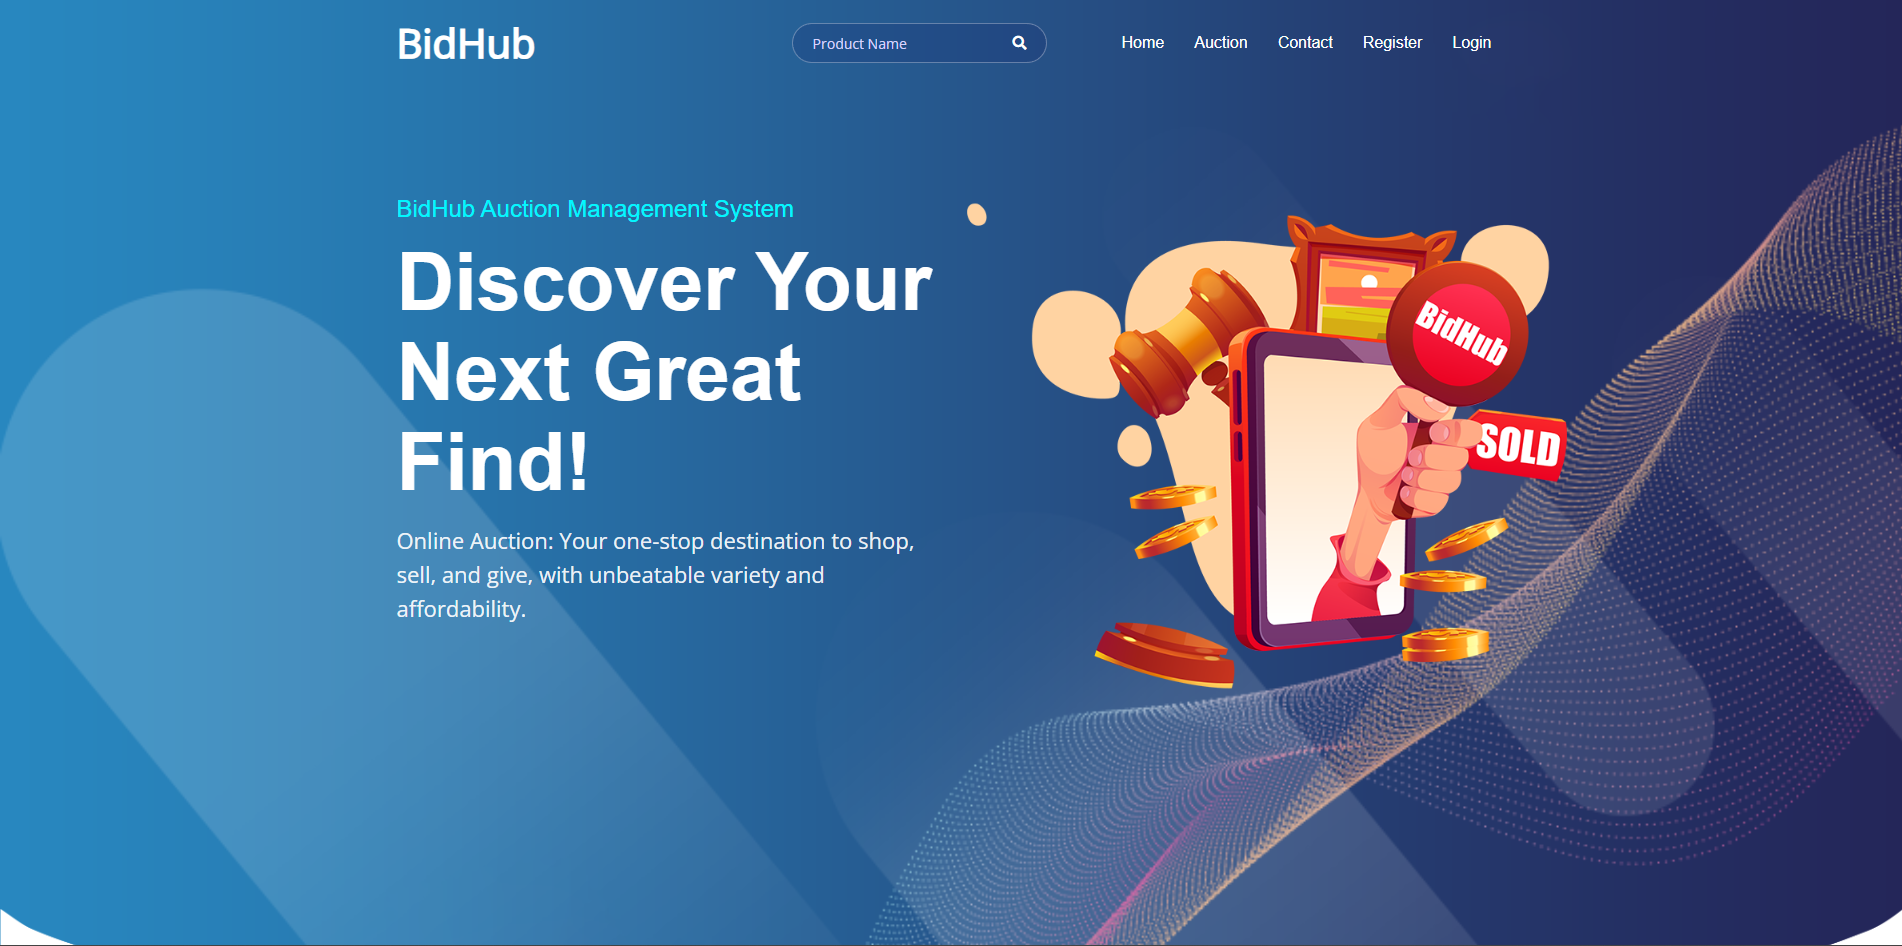 BidHub
Product Name
Home
Auction
Contact
Register
Login
BidHub Auction Management System
Discover Your
Next Great
Find!
Online Auction: Your one-stop destination to shop,
sell, and give, with unbeatable variety and
affordability.
BidHub
SOLD